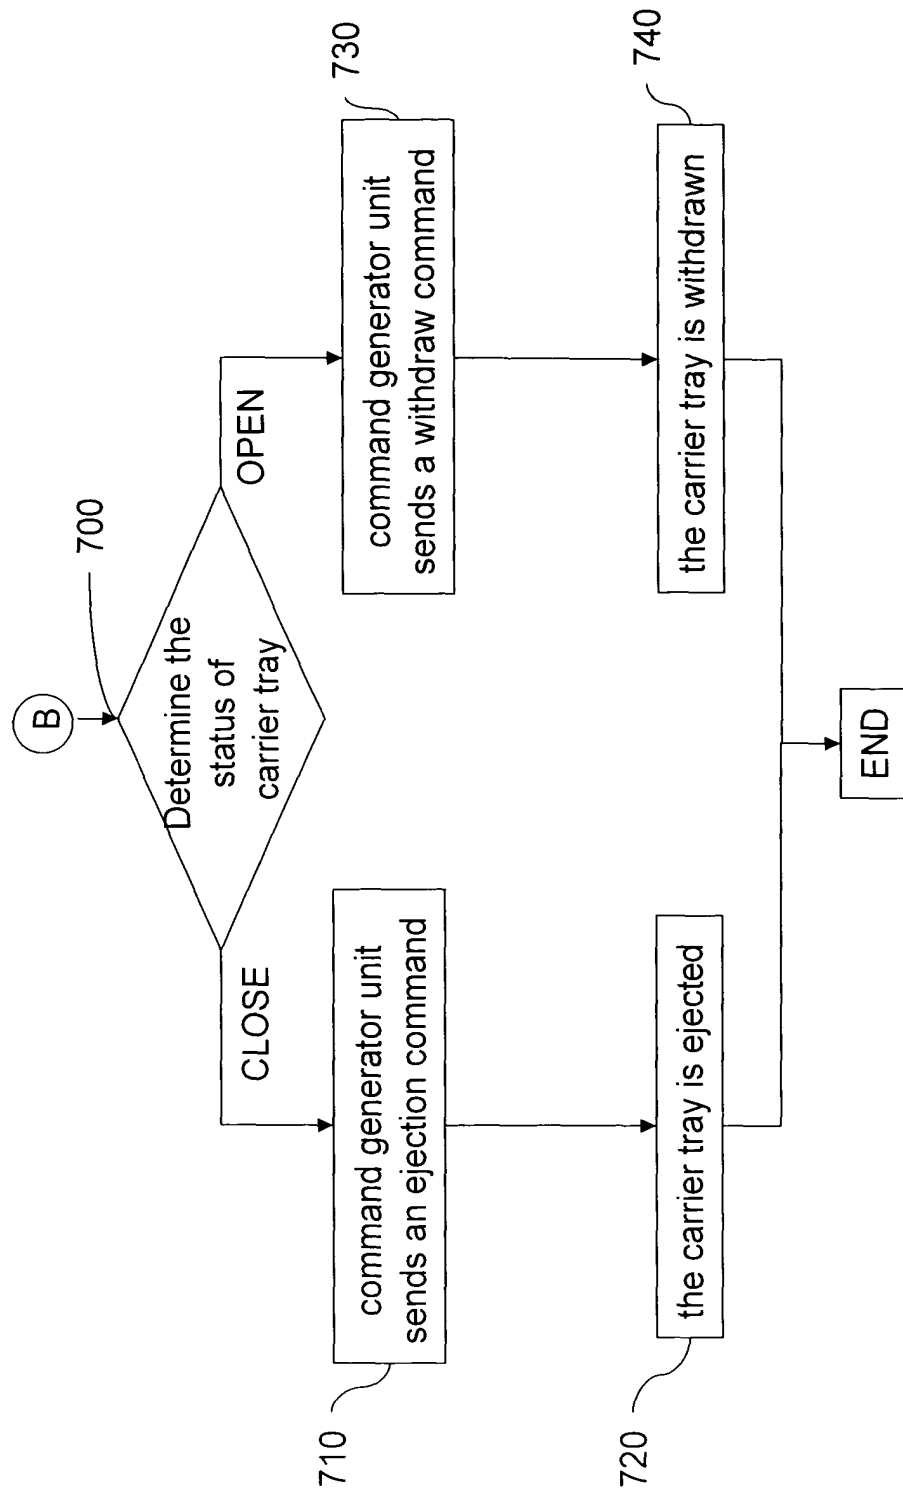 B
700
Determine the
status of
carrier tray
CLOSE
OPEN
710
command generator unit
sends an ejection command
730
command generator unit
sends a withdraw command
720
the carrier tray is ejected
740
the carrier tray is withdrawn
END